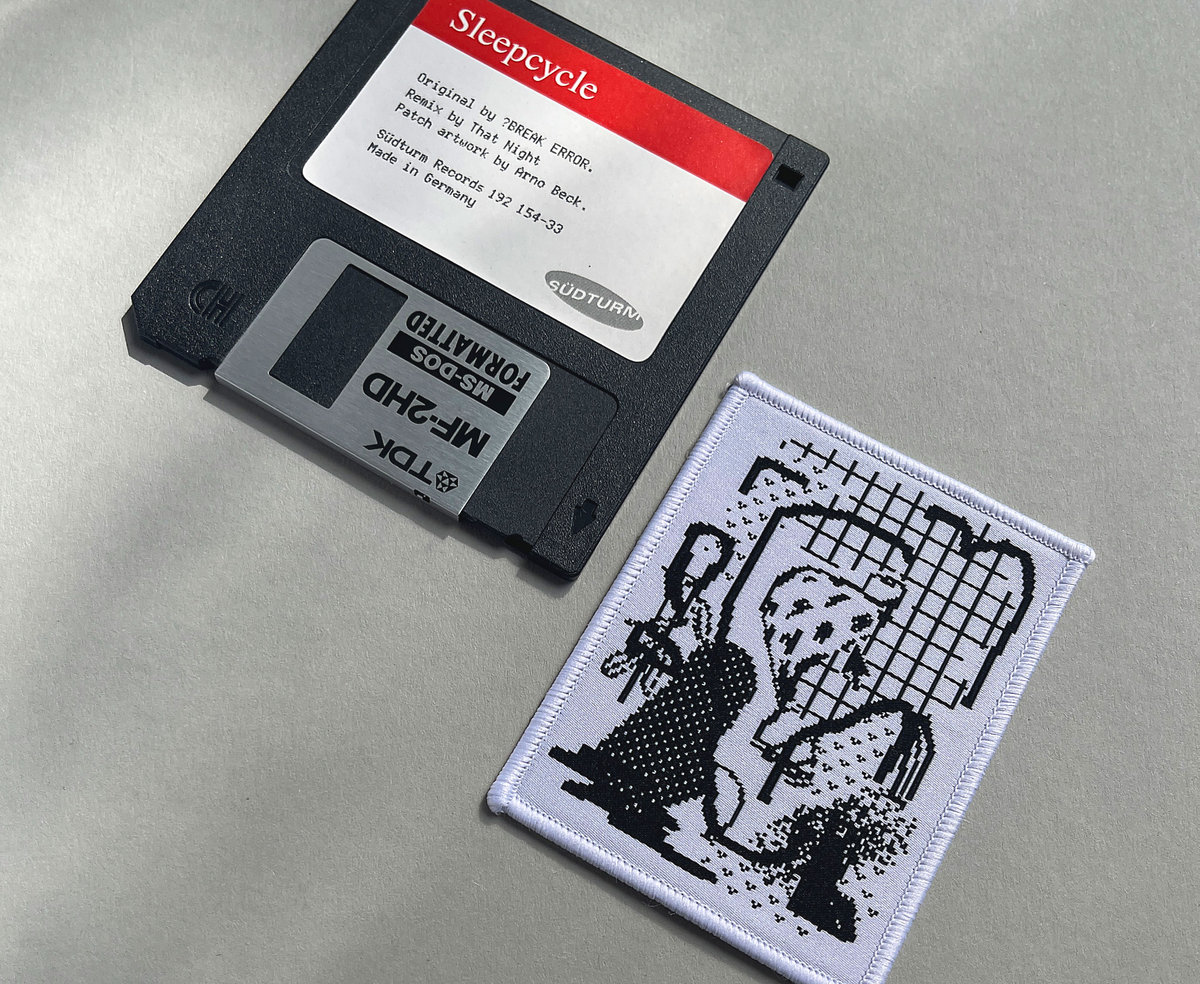 Sleepcycle
Original by ?BREAK ERROR.
Remix by That Night
Patch artwork by Arno Beck.
Südturm Records 192 154-33
Made in Germany
SÜDTURM
HD
TDK
MF-2HD
MS-DOS
FORMATTED